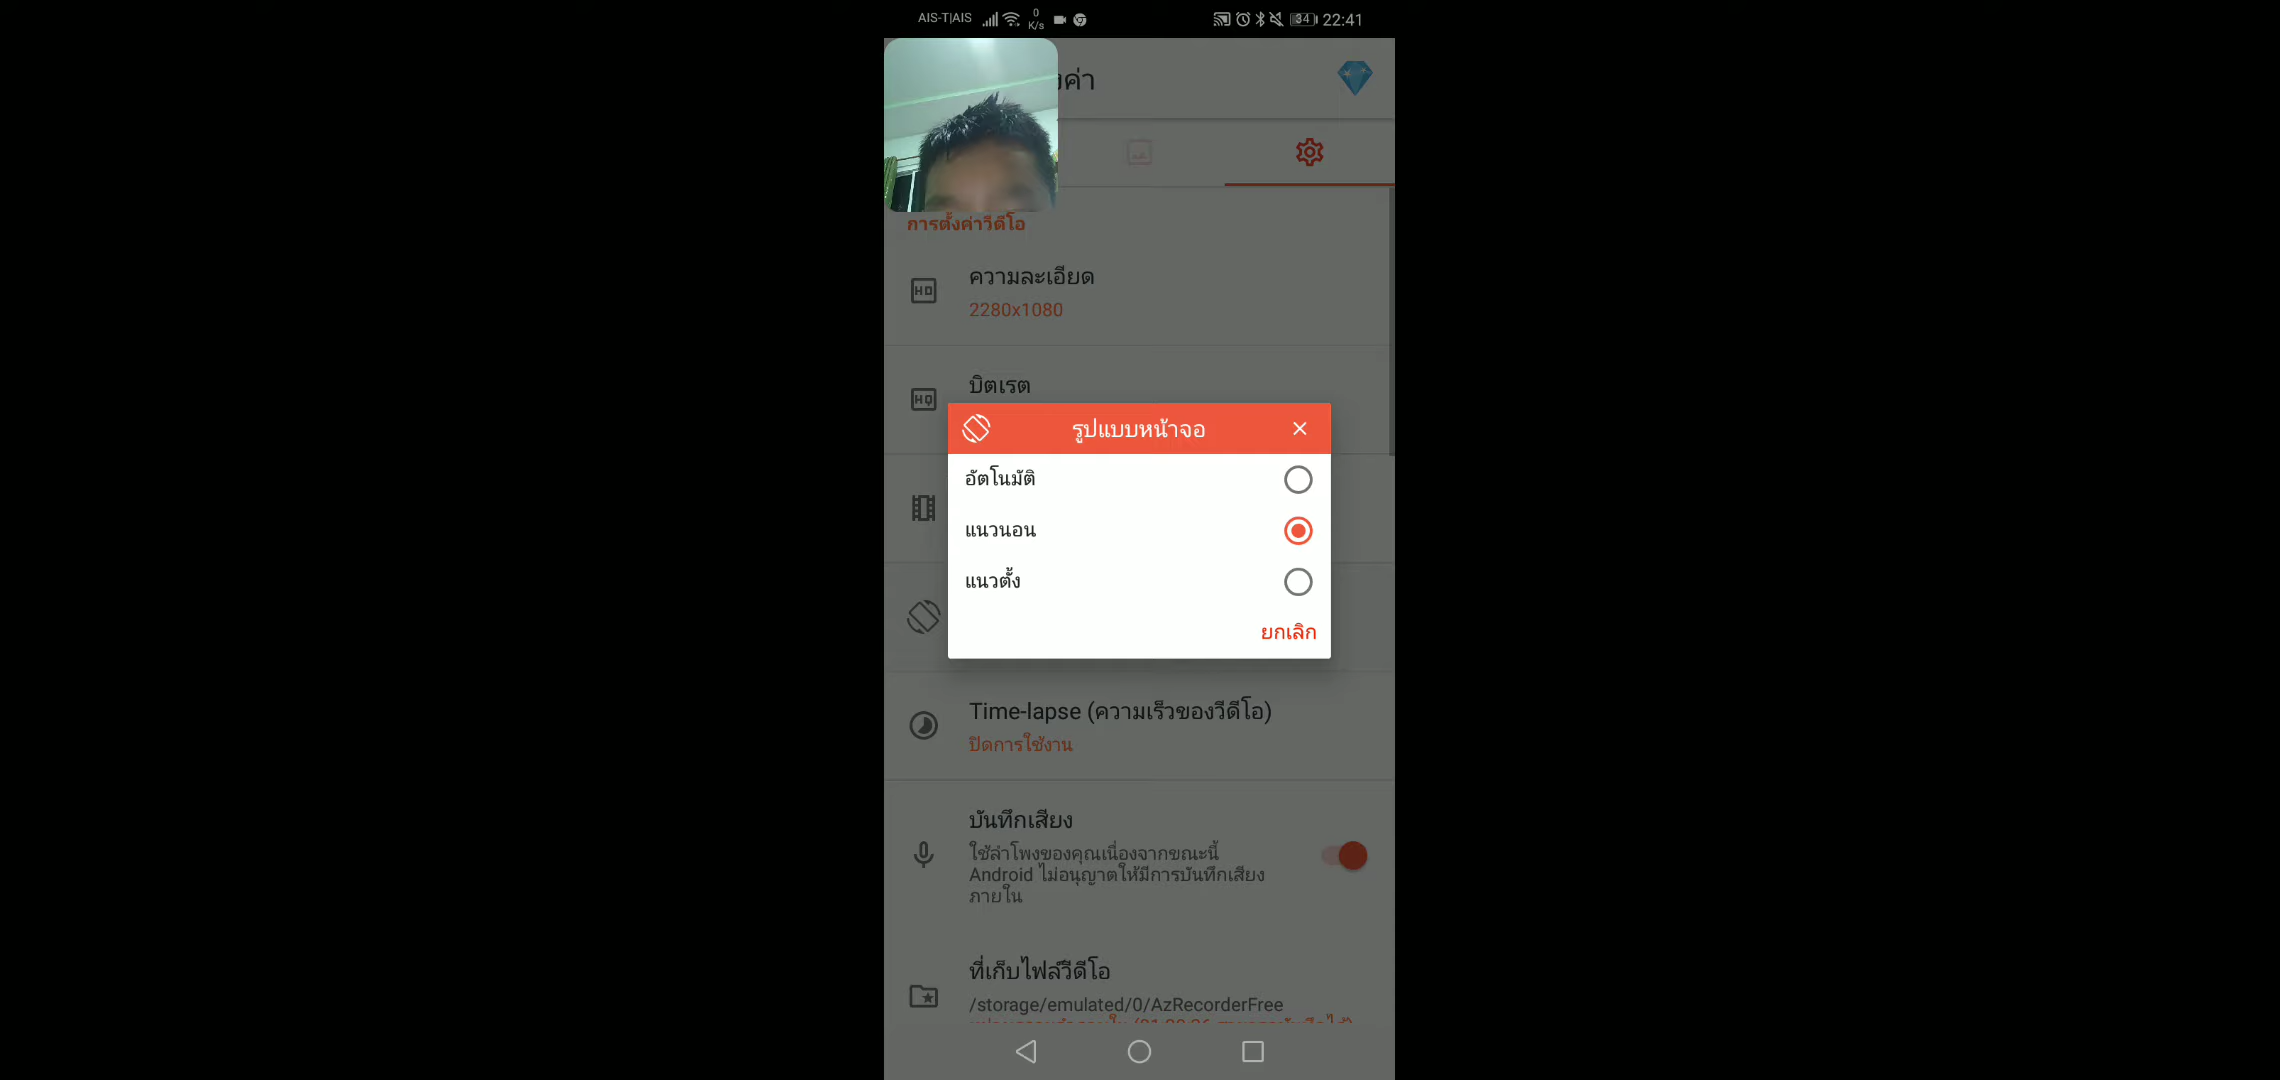 AIS-T|AIS
0
K/s
34
22:41
ค่า
การตั้งค่าวีดีโอ
HD
ความละเอียด
2280x1080
HQ
บิตเรต
รูปแบบหน้าจอ
อัตโนมัติ
แนวนอน
แนวตั้ง
ยกเลิก
Time-lapse (ความเร็วของวีดีโอ)
ปิดการใช้งาน
บันทึกเสียง
ใช้ลำโพงของคุณเนื่องจากขณะนี้
Android ไม่อนุญาตให้มีการบันทึกเสียง
ภายใน
ที่เก็บไฟล์วีดีโอ
/storage/emulated/0/AzRecorderFree